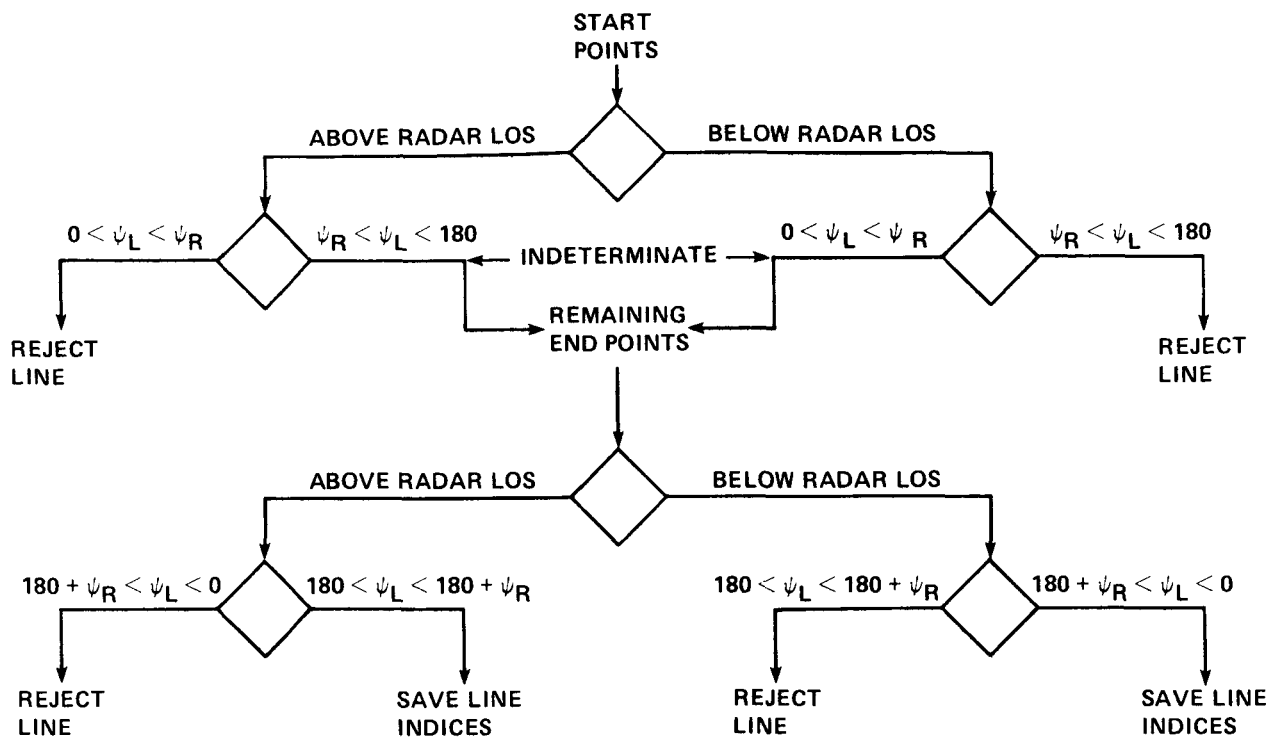 START
POINTS
ABOVE RADAR LOS
BELOW RADAR LOS
0 < ψL < ψR
ψR < ψL < 180
INDETERMINATE
0 < ψL < ψR
ψR < ψL < 180
REJECT
LINE
REMAINING
END POINTS
REJECT
LINE
ABOVE RADAR LOS
BELOW RADAR LOS
180 + ψR < ψL < 0
180 < ψL < 180 + ψR
180 < ψL < 180 + ψR
180 + ψR < ψL < 0
REJECT
LINE
SAVE LINE
INDICES
REJECT
LINE
SAVE LINE
INDICES